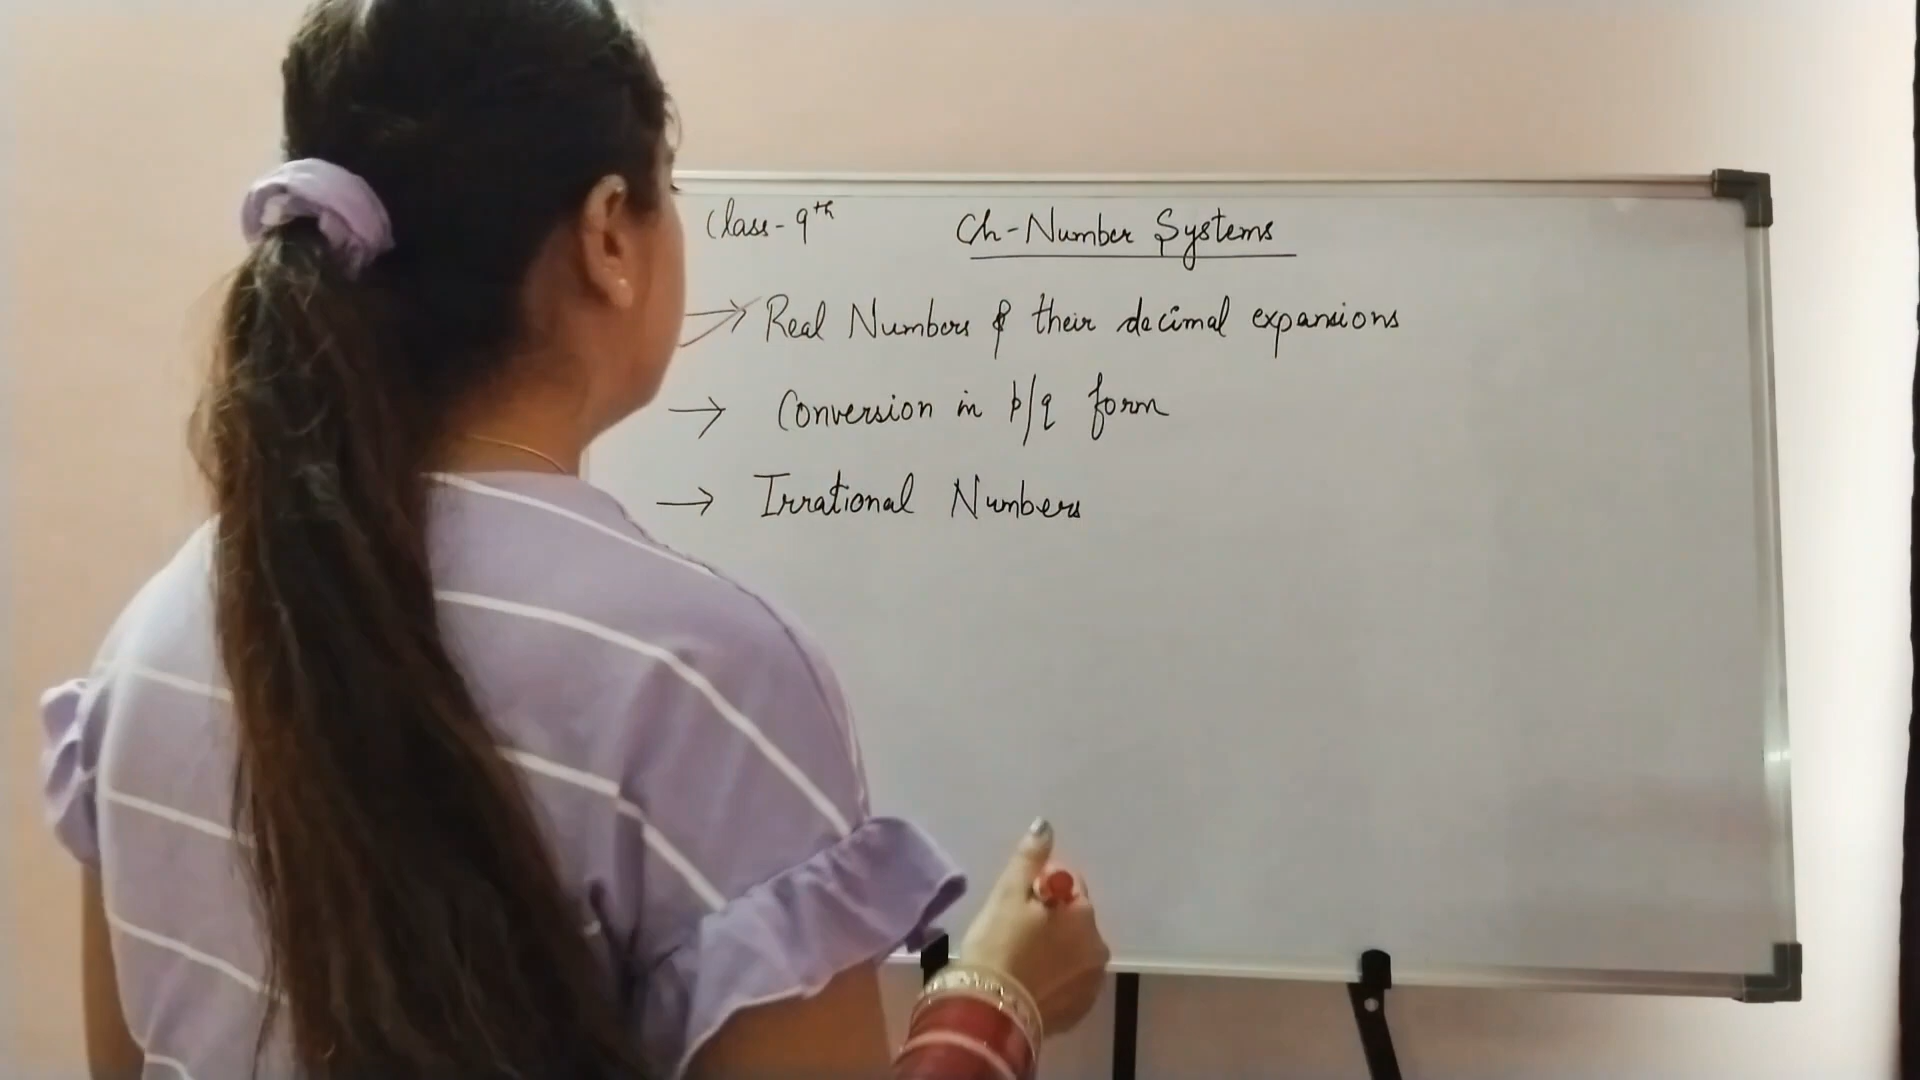 Class - 9th
Ch - Number Systems
→ Real Numbers & their decimal expansions
→ Conversion in p/q form
→ Irrational Numbers